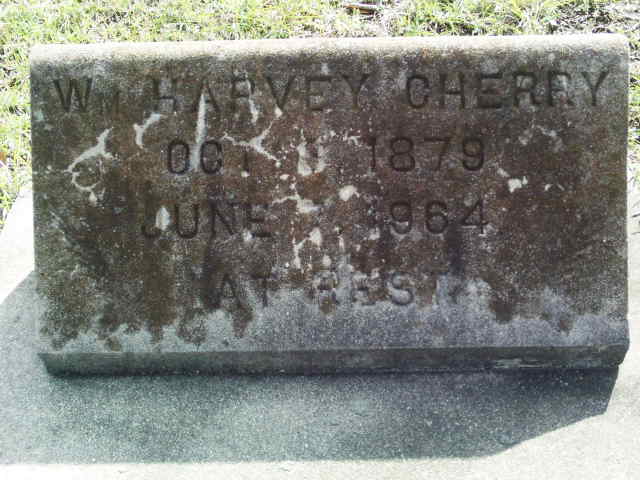 Wm HARVEY CHERRY
OCT 1879
JUNE 1964
AT REST